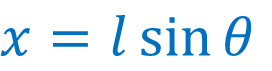 x = l sin θ